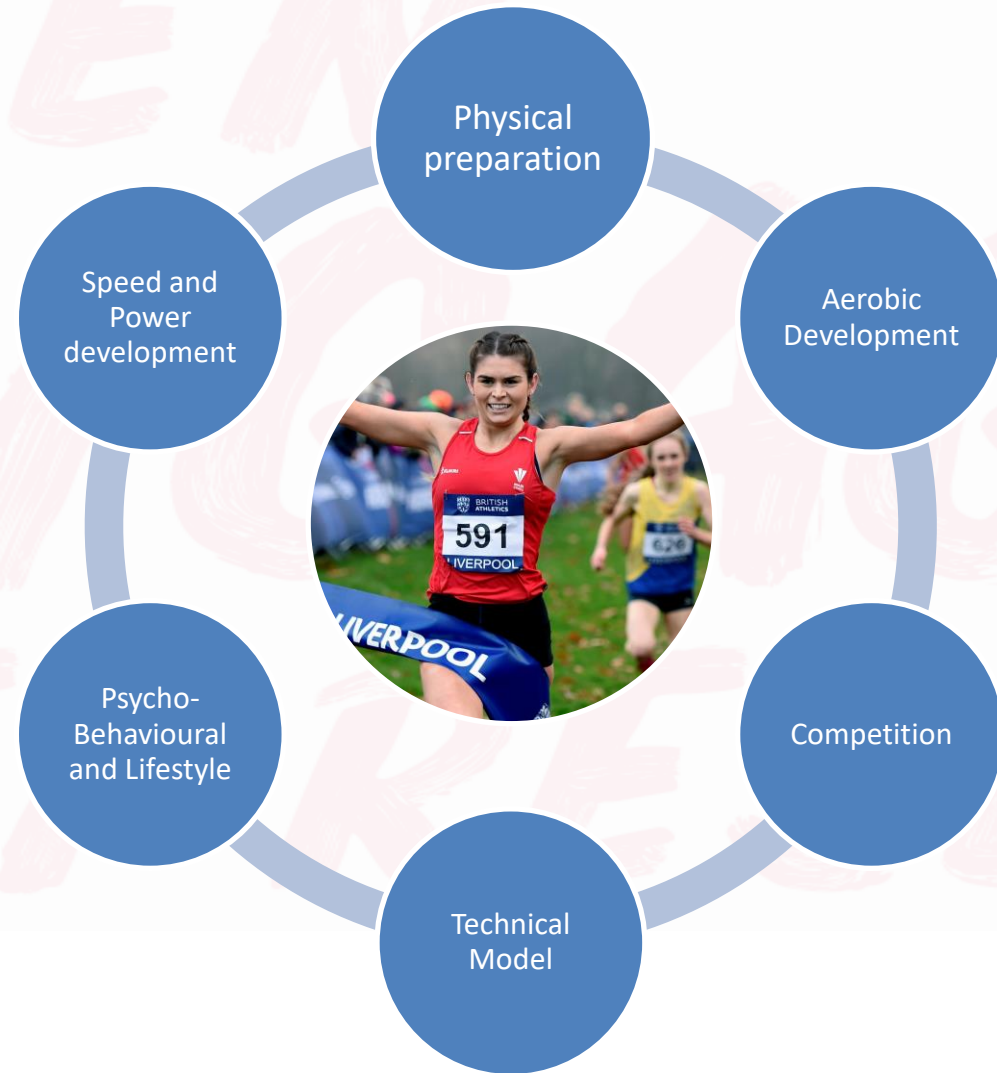 Physical
preparation
Aerobic
Development
Competition
Technical
Model
Psycho-
Behavioural
and Lifestyle
Speed and
Power
development
BRITISH
ATHLETICS
591
LIVERPOOL
LIVERPOOL